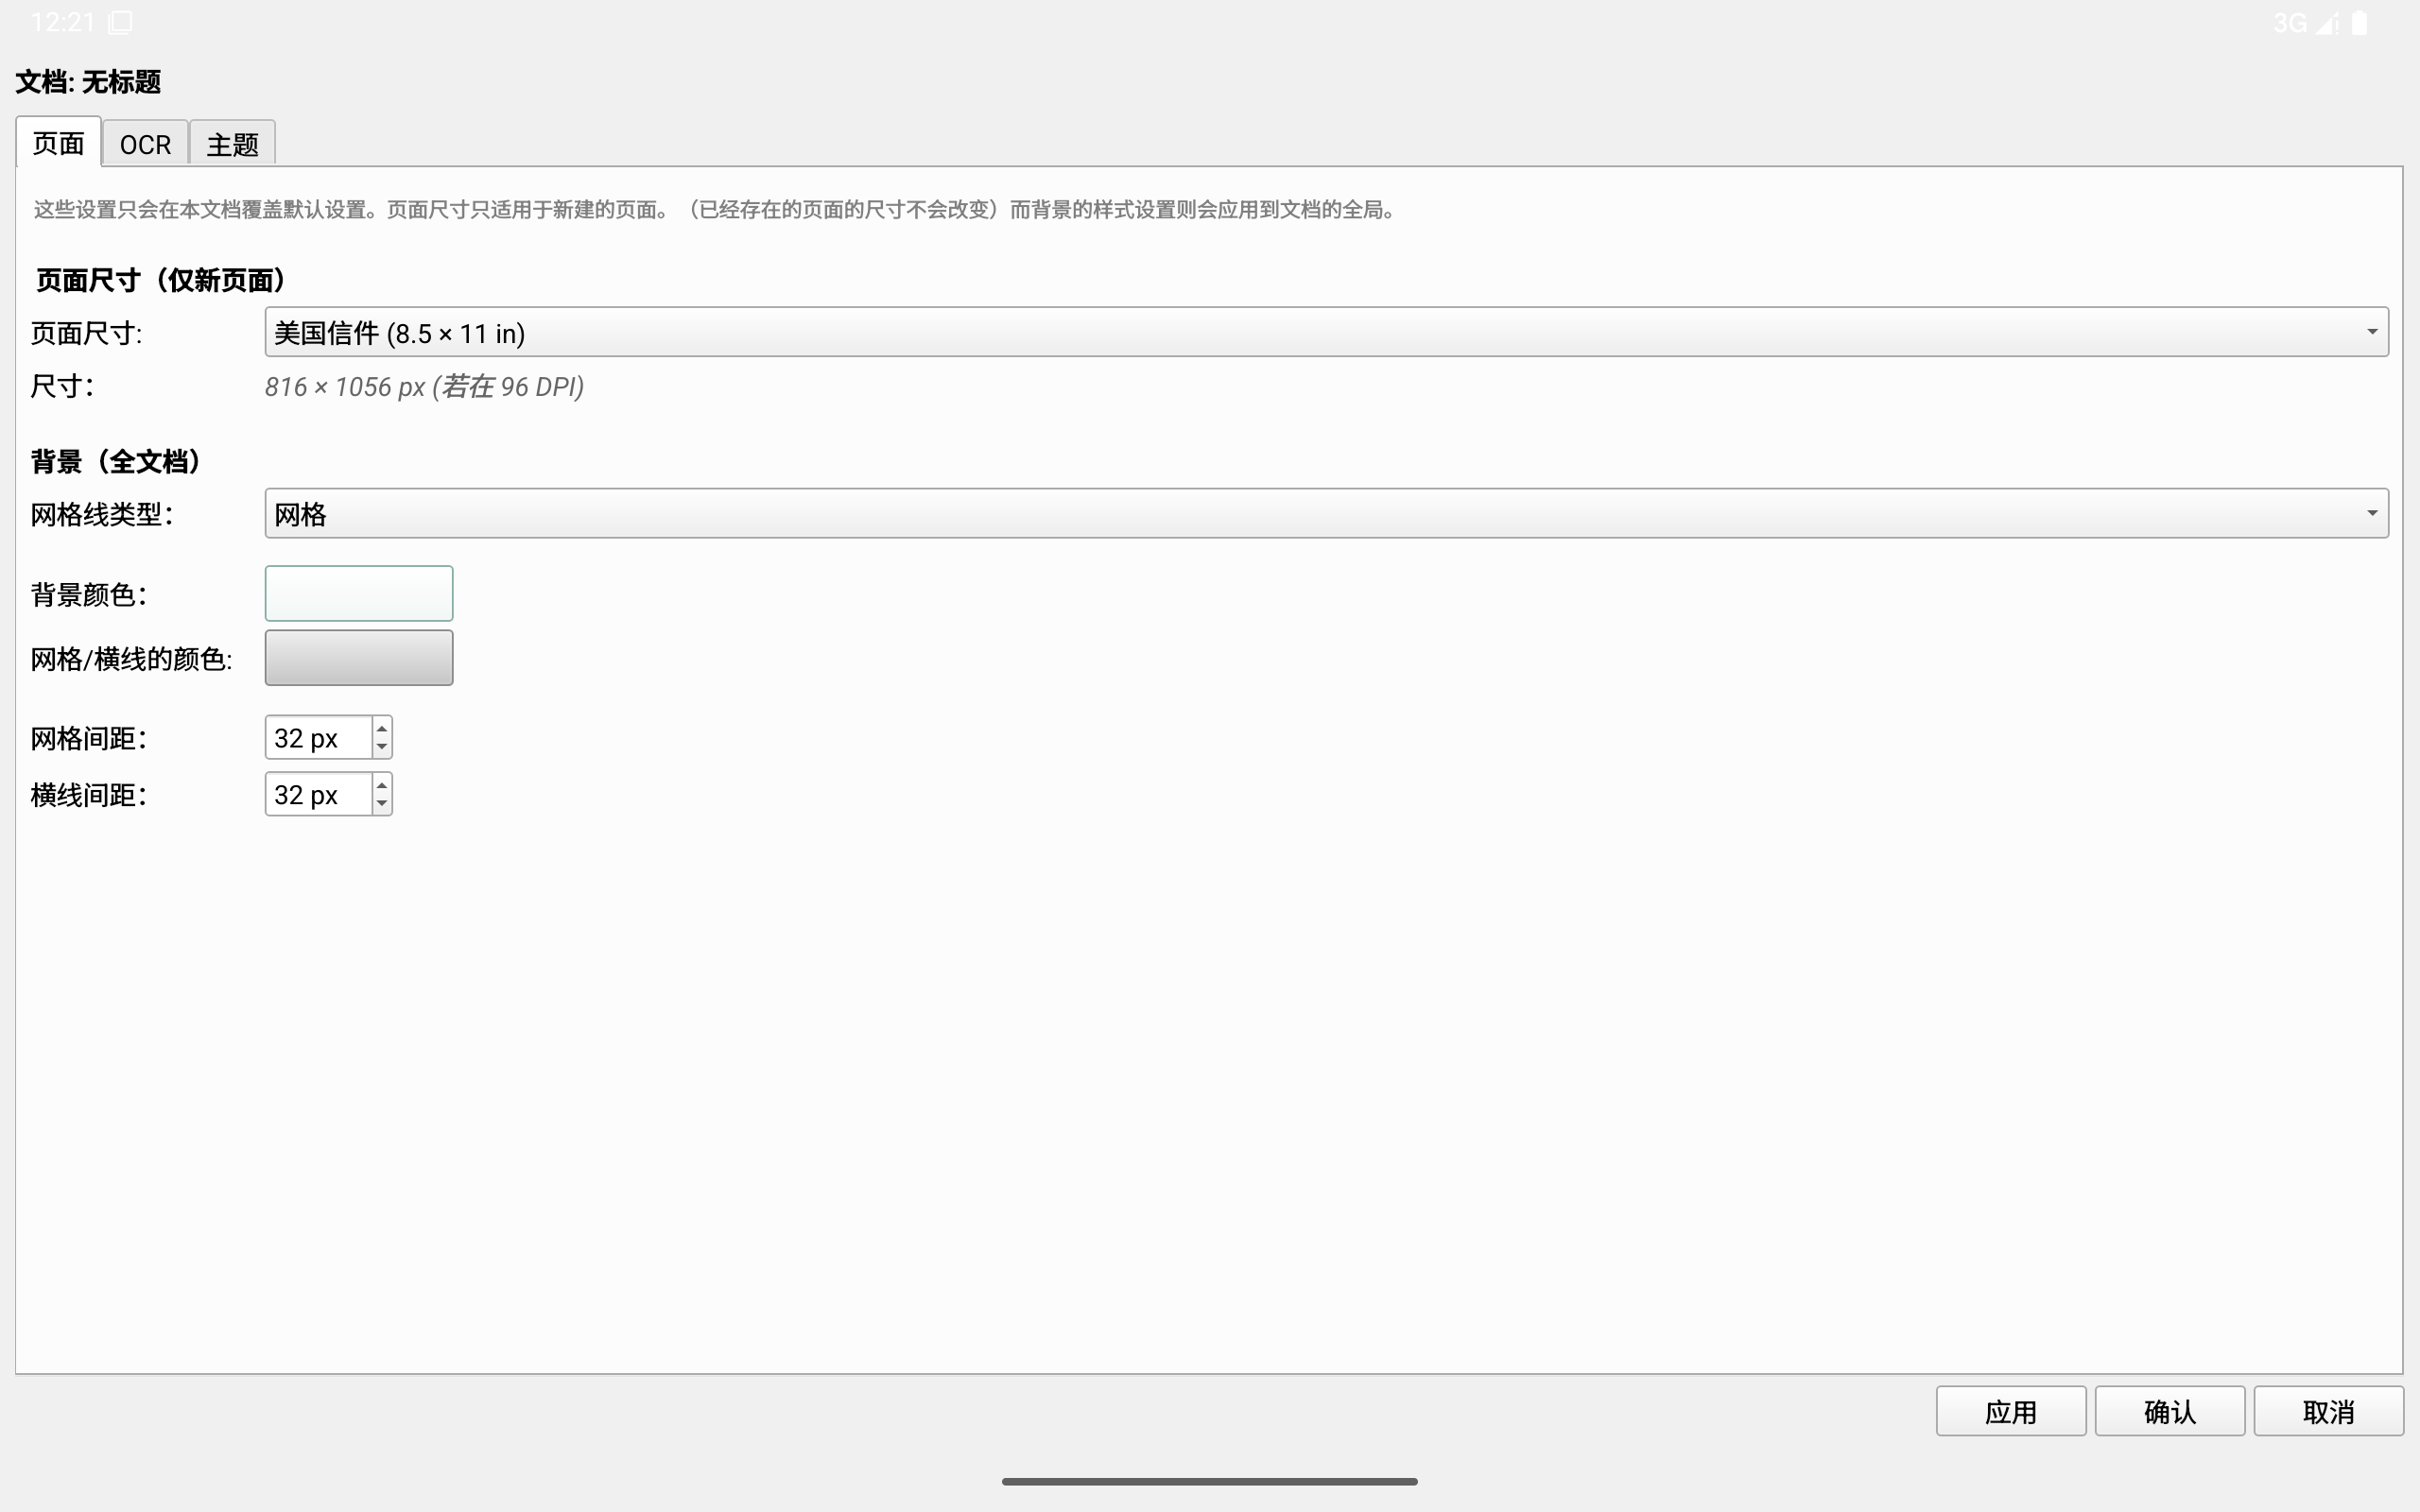 12:21 3G
文档: 无标题
页面 OCR 主题
这些设置只会在本文档覆盖默认设置。页面尺寸只适用于新建的页面。（已经存在的页面的尺寸不会改变）而背景的样式设置则会应用到文档的全局。
页面尺寸（仅新页面）
页面尺寸: 美国信件 (8.5 × 11 in)
尺寸： 816 × 1056 px (若在 96 DPI)
背景（全文档）
网格线类型： 网格
背景颜色：
网格/横线的颜色:
网格间距： 32 px
横线间距： 32 px
应用 确认 取消